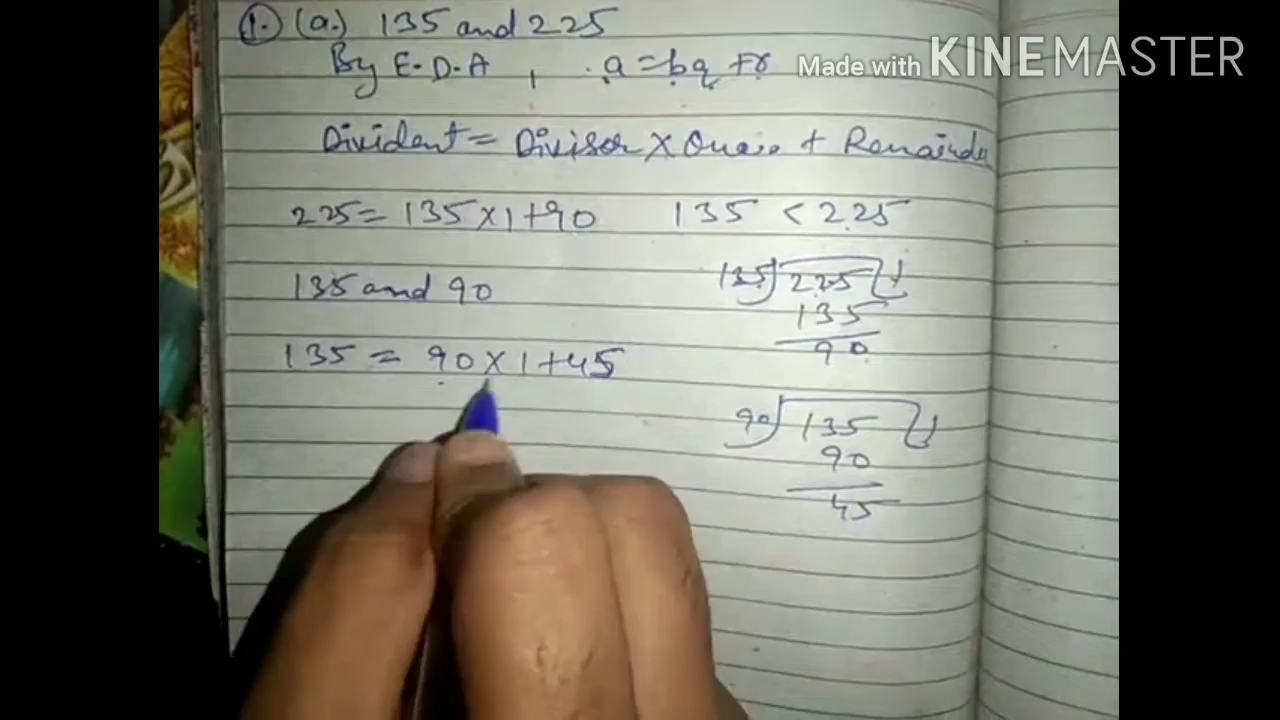 1. (a.) 135 and 225
Made with KINEMASTER
By E.D.A, a = bq + r
Divident = Divisor × + Remainder
225 = 135 × 1 + 90 135 < 225
135) 225 (1
135
90
135 and 90
135 = 90 × 1 + 45
90) 135 (1
90
45